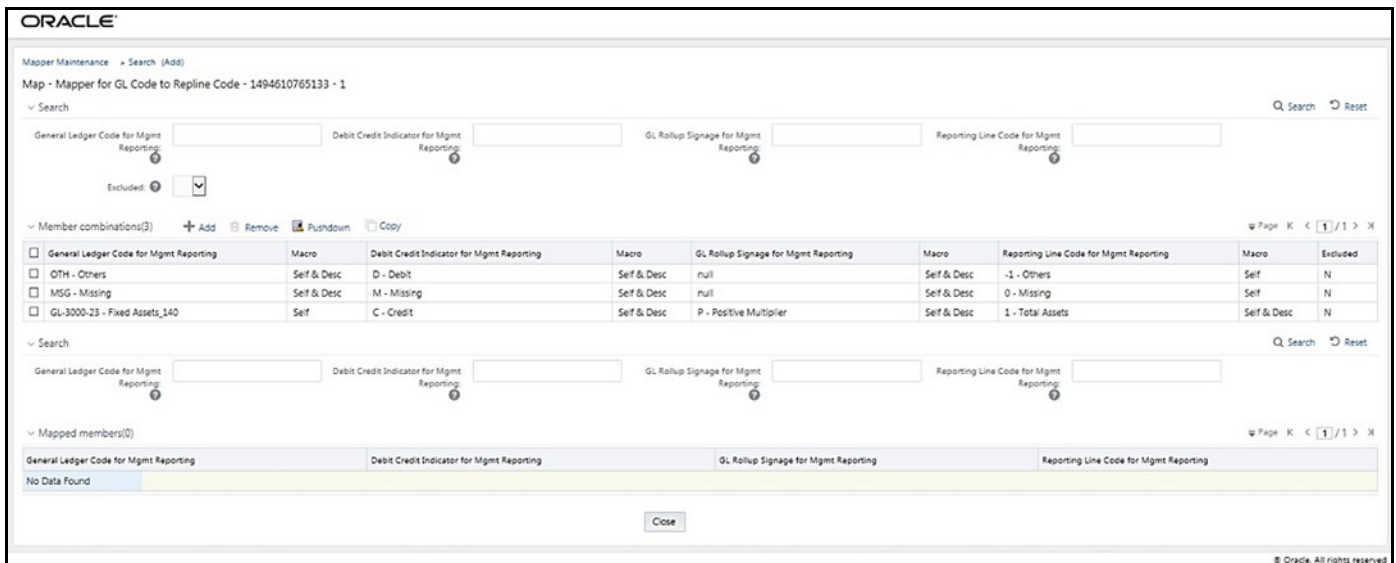 ORACLE
Mapper Maintenance » Search (Add)
Map - Mapper for GL Code to Repline Code - 1494610765133 - 1
Search
Search Reset
General Ledger Code for Mgmt Reporting:
Debit Credit Indicator for Mgmt Reporting:
GL Rollup Signage for Mgmt Reporting:
Reporting Line Code for Mgmt Reporting:
Excluded:
Member combinations(3) Add Remove Pushdown Copy Page 1 / 1
General Ledger Code for Mgmt Reporting Macro Debit Credit Indicator for Mgmt Reporting Macro GL Rollup Signage for Mgmt Reporting Macro Reporting Line Code for Mgmt Reporting Macro Excluded
OTH - Others Self & Desc D - Debit Self & Desc null Self & Desc -1 - Others Self N
MSG - Missing Self & Desc M - Missing Self & Desc null Self & Desc 0 - Missing Self N
GL-3000-23 - Fixed Assets_140 Self C - Credit Self & Desc P - Positive Multiplier Self & Desc 1 - Total Assets Self & Desc N
Search
Search Reset
General Ledger Code for Mgmt Reporting:
Debit Credit Indicator for Mgmt Reporting:
GL Rollup Signage for Mgmt Reporting:
Reporting Line Code for Mgmt Reporting:
Mapped members(0) Page 1 / 1
General Ledger Code for Mgmt Reporting Debit Credit Indicator for Mgmt Reporting GL Rollup Signage for Mgmt Reporting Reporting Line Code for Mgmt Reporting
No Data Found
Close
® Oracle. All rights reserved